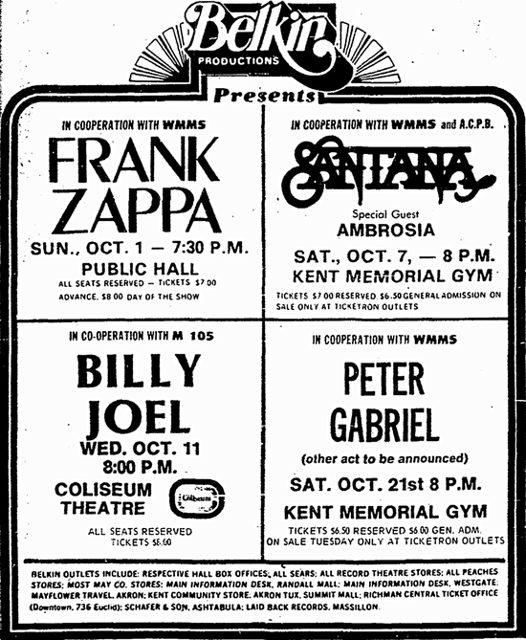 Belkin
PRODUCTIONS
Presents
IN COOPERATION WITH WMMS
FRANK
ZAPPA
SUN., OCT. 1 — 7:30 P.M.
PUBLIC HALL
ALL SEATS RESERVED — TICKETS $7.00
ADVANCE, $8.00 DAY OF THE SHOW
IN COOPERATION WITH WMMS and A.C.P.B.
SANTANA
Special Guest
AMBROSIA
SAT., OCT. 7, — 8 P.M.
KENT MEMORIAL GYM
TICKETS $7.00 RESERVED, $6.50 GENERAL ADMISSION ON
SALE ONLY AT TICKETRON OUTLETS
IN CO-OPERATION WITH M 105
BILLY
JOEL
WED. OCT. 11
8:00 P.M.
COLISEUM
THEATRE
Coliseum
ALL SEATS RESERVED
TICKETS $8.00
IN COOPERATION WITH WMMS
PETER
GABRIEL
(other act to be announced)
SAT. OCT. 21st 8 P.M.
KENT MEMORIAL GYM
TICKETS $6.50 RESERVED $6.00 GEN. ADM.
ON SALE TUESDAY ONLY AT TICKETRON OUTLETS
BELKIN OUTLETS INCLUDE: RESPECTIVE HALL BOX OFFICES, ALL SEARS; ALL RECORD THEATRE STORES; ALL PEACHES
STORES; MOST MAY CO. STORES: MAIN INFORMATION DESK, RANDALL MALL; MAIN INFORMATION DESK, WESTGATE;
MAYFLOWER TRAVEL, AKRON; KENT COMMUNITY STORE, AKRON TUX, SUMMIT MALL; RICHMAN CENTRAL TICKET OFFICE
(Downtown, 736 Euclid); SCHAFER & SON, ASHTABULA; LAID BACK RECORDS, MASSILLON.